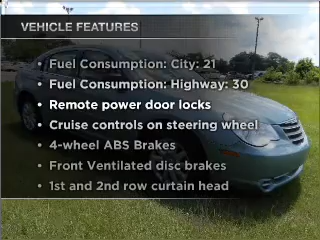 VEHICLE FEATURES
• Fuel Consumption: City: 21
• Fuel Consumption: Highway: 30
• Remote power door locks
• Cruise controls on steering wheel
• 4-wheel ABS Brakes
• Front Ventilated disc brakes
• 1st and 2nd row curtain head